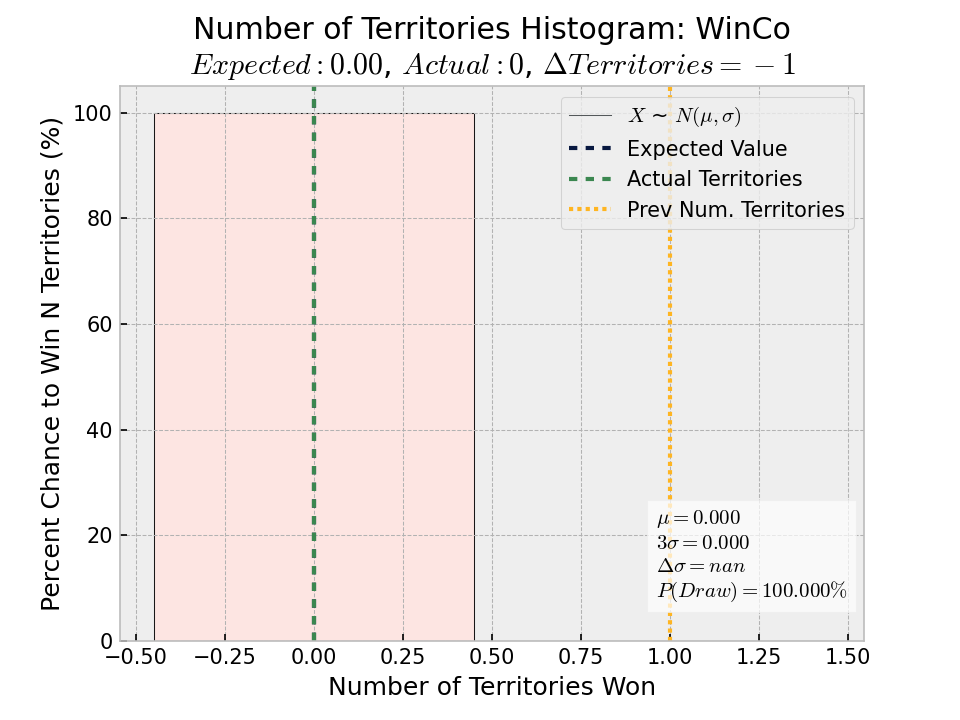 Number of Territories Histogram: WinCo
Expected : 0.00, Actual : 0, ΔTerritories = −1
Percent Chance to Win N Territories (%)
100
80
60
40
20
0
X ~ N(μ, σ)
Expected Value
Actual Territories
Prev Num. Territories
μ = 0.000
3σ = 0.000
Δσ = nan
P(Draw) = 100.000%
−0.50 −0.25 0.00 0.25 0.50 0.75 1.00 1.25 1.50
Number of Territories Won